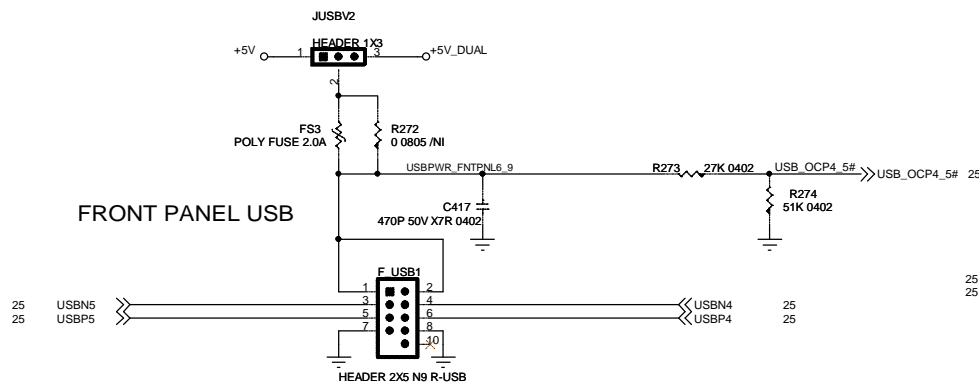 JUSBV2
HEADER 1X3
+5V 1 3 +5V_DUAL
2
FS3
POLY FUSE 2.0A
R272
0 0805 /NI
USBPWR_FNTPNL6_9
R273 27K 0402
USB_OCP4_5#
USB_OCP4_5# 25
C417
470P 50V X7R 0402
R274
51K 0402
FRONT PANEL USB
F_USB1
1 2
25 USBN5 3 4 USBN4 25
25 USBP5 5 6 USBP4 25
7 8
10
HEADER 2X5 N9 R-USB
25
25